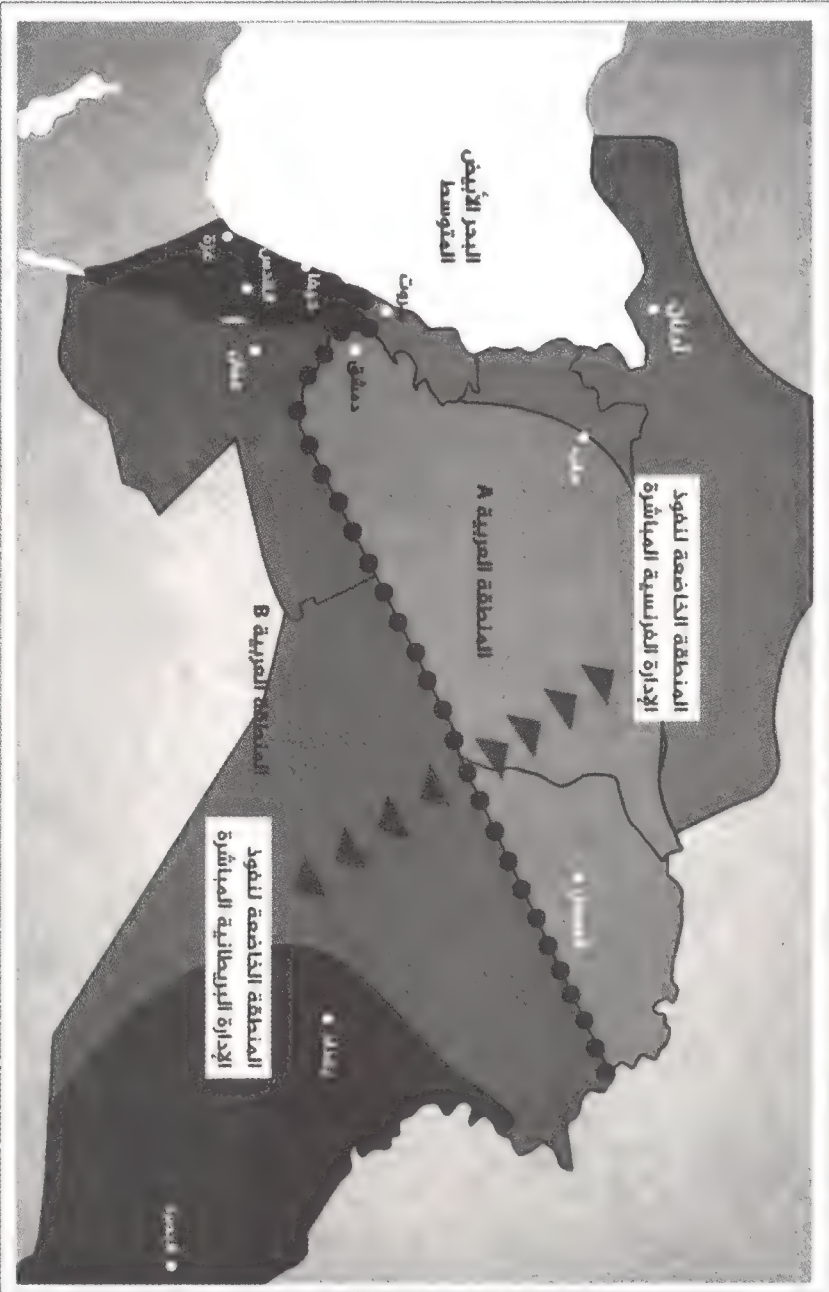 البحر الأبيض
المتوسط
أضنة
حلب
بيروت
دمشق
حيفا
القدس
عمان
غزة
المنطقة الخاضعة لنفوذ
الإدارة الفرنسية المباشرة
المنطقة العربية A
الموصل
المنطقة العربية B
المنطقة الخاضعة لنفوذ
الإدارة البريطانية المباشرة
بغداد
البصرة